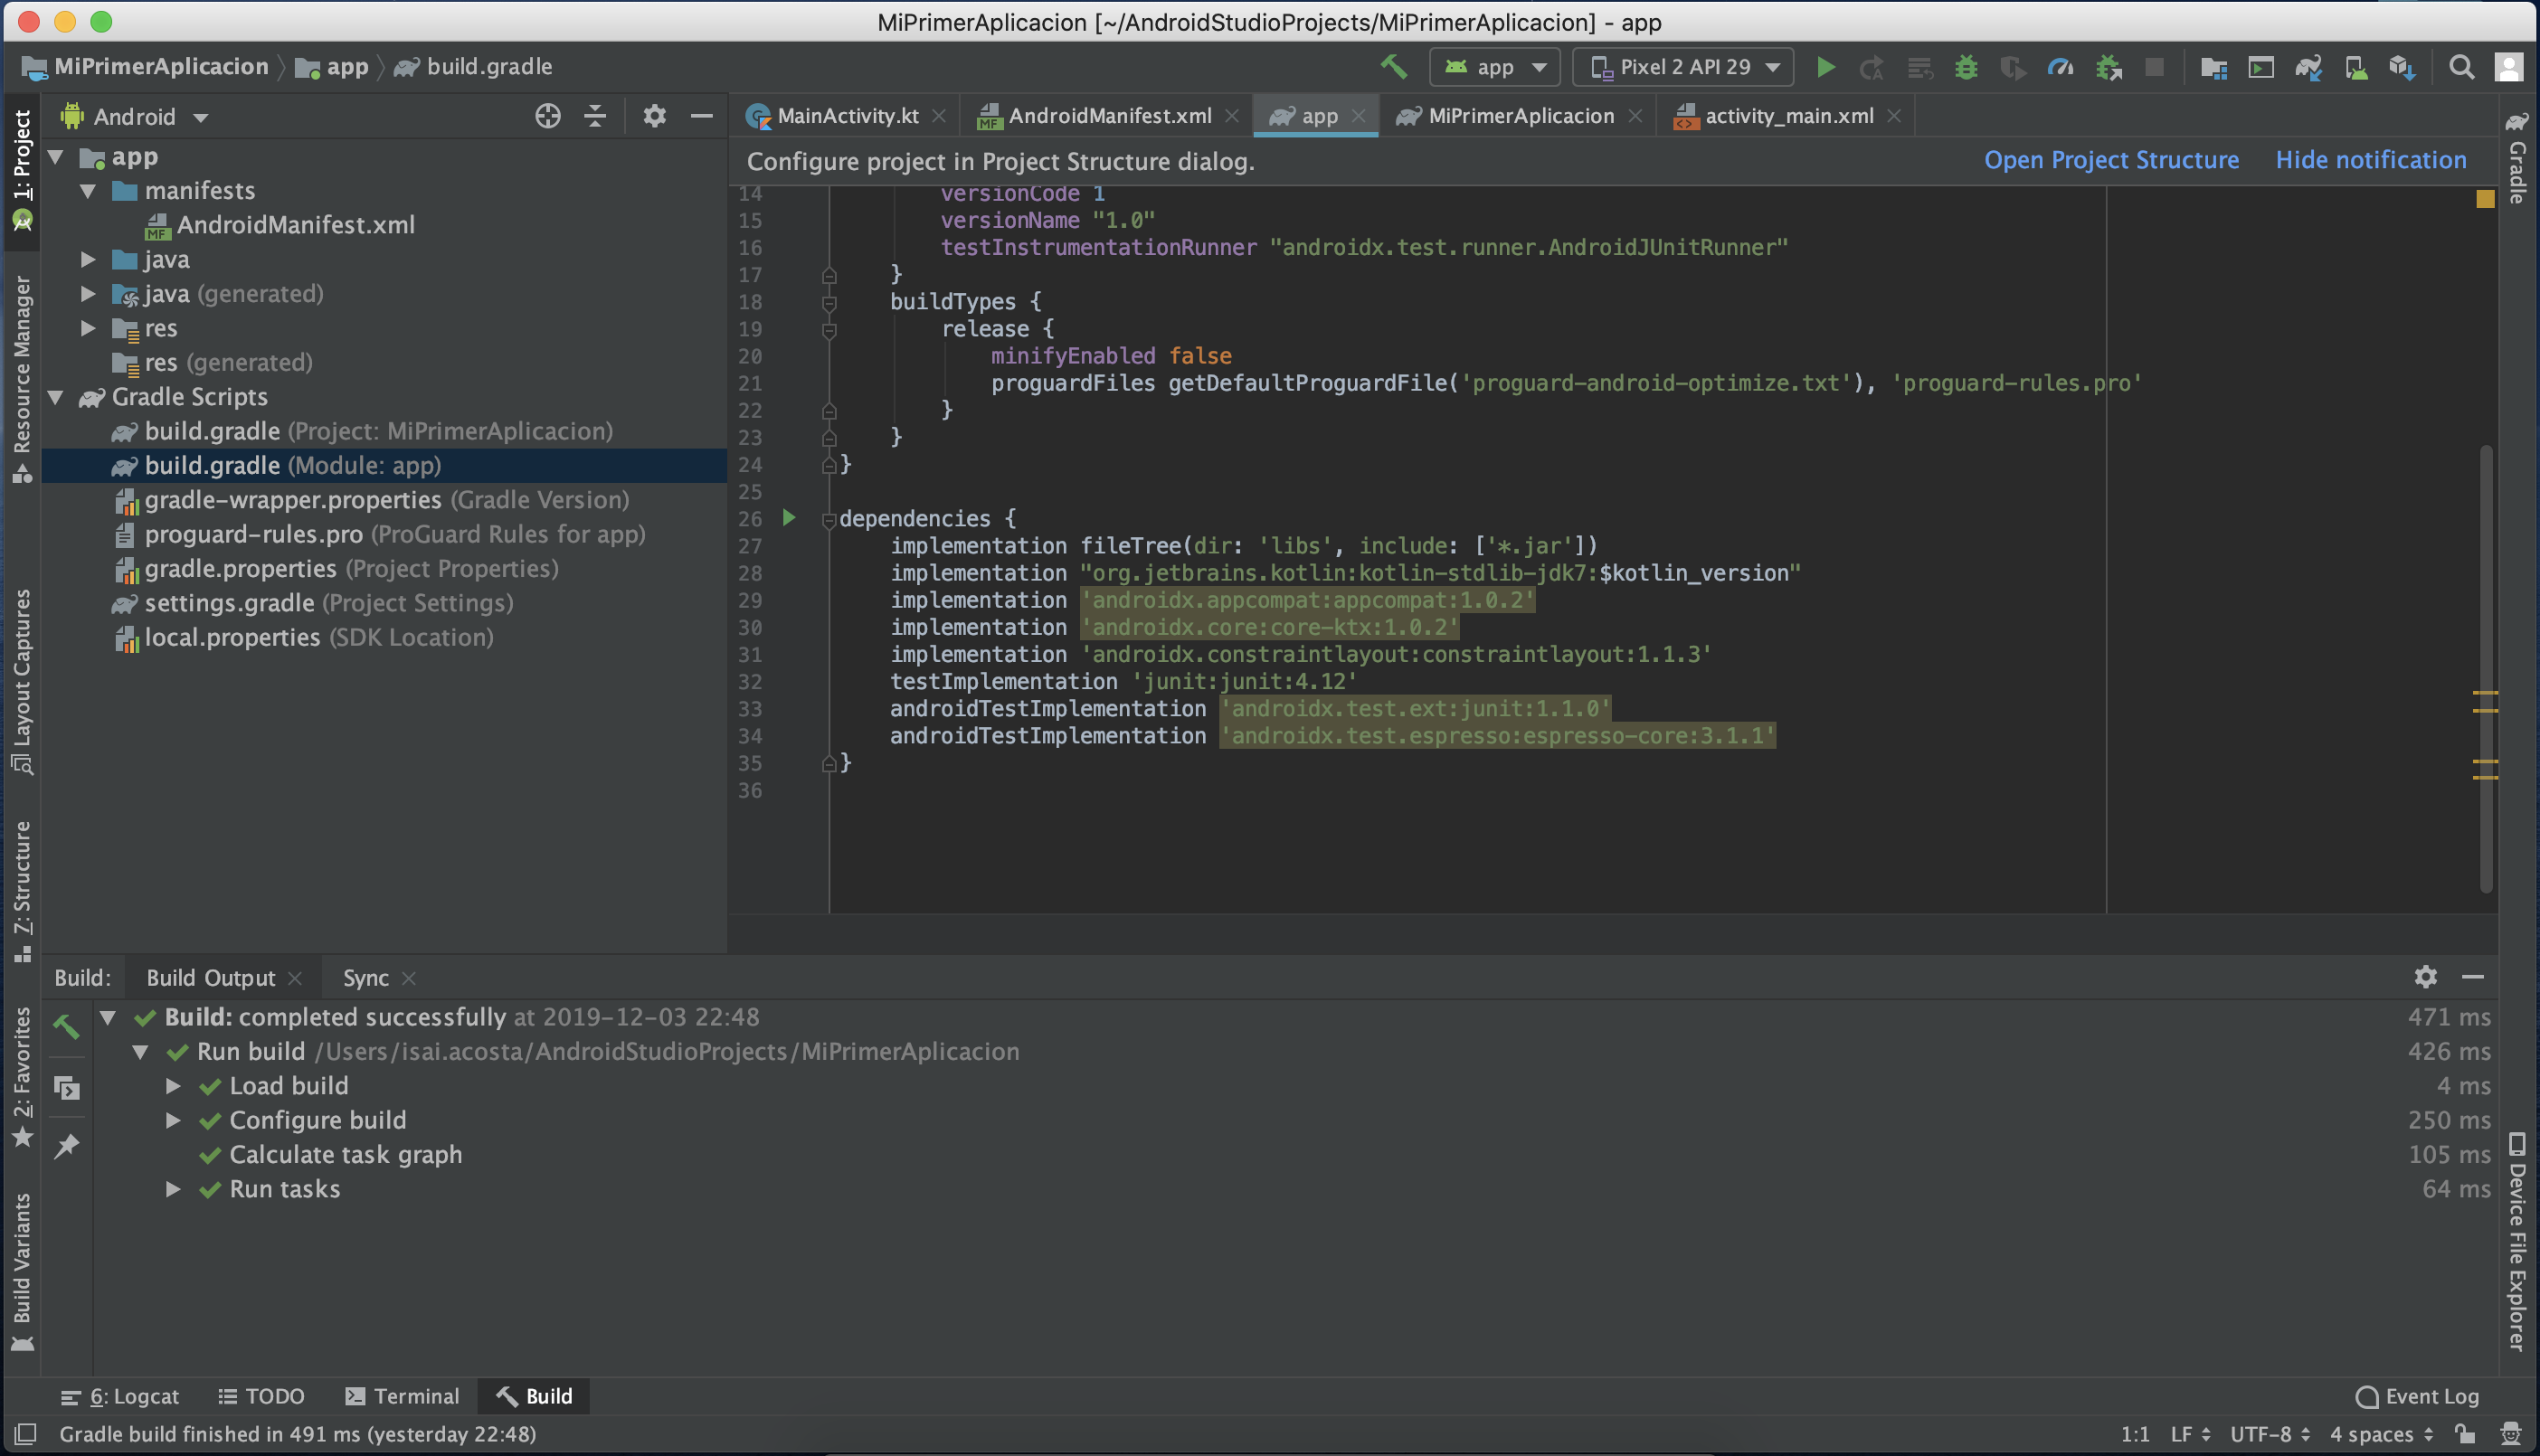 MiPrimerAplicacion [~/AndroidStudioProjects/MiPrimerAplicacion] - app
MiPrimerAplicacion app build.gradle
app Pixel 2 API 29
1: Project
Resource Manager
Layout Captures
7: Structure
2: Favorites
Build Variants
Android
app
manifests
MF AndroidManifest.xml
java
java (generated)
res
res (generated)
Gradle Scripts
build.gradle (Project: MiPrimerAplicacion)
build.gradle (Module: app)
gradle-wrapper.properties (Gradle Version)
proguard-rules.pro (ProGuard Rules for app)
gradle.properties (Project Properties)
settings.gradle (Project Settings)
local.properties (SDK Location)
MainActivity.kt MF AndroidManifest.xml app MiPrimerAplicacion activity_main.xml
Configure project in Project Structure dialog. Open Project Structure Hide notification
14 versionCode 1
15 versionName "1.0"
16 testInstrumentationRunner "androidx.test.runner.AndroidJUnitRunner"
17 }
18 buildTypes {
19 release {
20 minifyEnabled false
21 proguardFiles getDefaultProguardFile('proguard-android-optimize.txt'), 'proguard-rules.pro'
22 }
23 }
24 }
25
26 dependencies {
27 implementation fileTree(dir: 'libs', include: ['*.jar'])
28 implementation "org.jetbrains.kotlin:kotlin-stdlib-jdk7:$kotlin_version"
29 implementation 'androidx.appcompat:appcompat:1.0.2'
30 implementation 'androidx.core:core-ktx:1.0.2'
31 implementation 'androidx.constraintlayout:constraintlayout:1.1.3'
32 testImplementation 'junit:junit:4.12'
33 androidTestImplementation 'androidx.test.ext:junit:1.1.0'
34 androidTestImplementation 'androidx.test.espresso:espresso-core:3.1.1'
35 }
36
Gradle
Device File Explorer
Build: Build Output Sync
Build: completed successfully at 2019-12-03 22:48 471 ms
Run build /Users/isai.acosta/AndroidStudioProjects/MiPrimerAplicacion 426 ms
Load build 4 ms
Configure build 250 ms
Calculate task graph 105 ms
Run tasks 64 ms
6: Logcat TODO Terminal Build Event Log
Gradle build finished in 491 ms (yesterday 22:48) 1:1 LF UTF-8 4 spaces